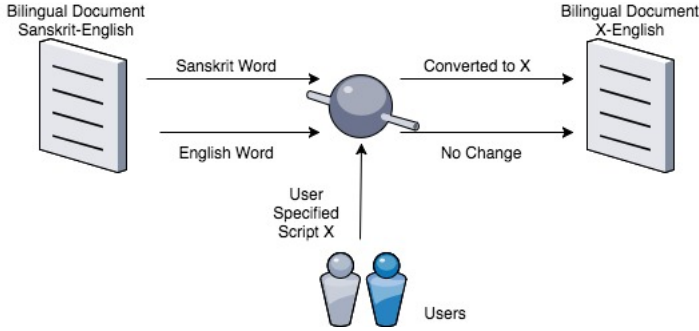 Bilingual Document
Sanskrit-English
Bilingual Document
X-English
Sanskrit Word
Converted to X
English Word
No Change
User
Specified
Script X
Users